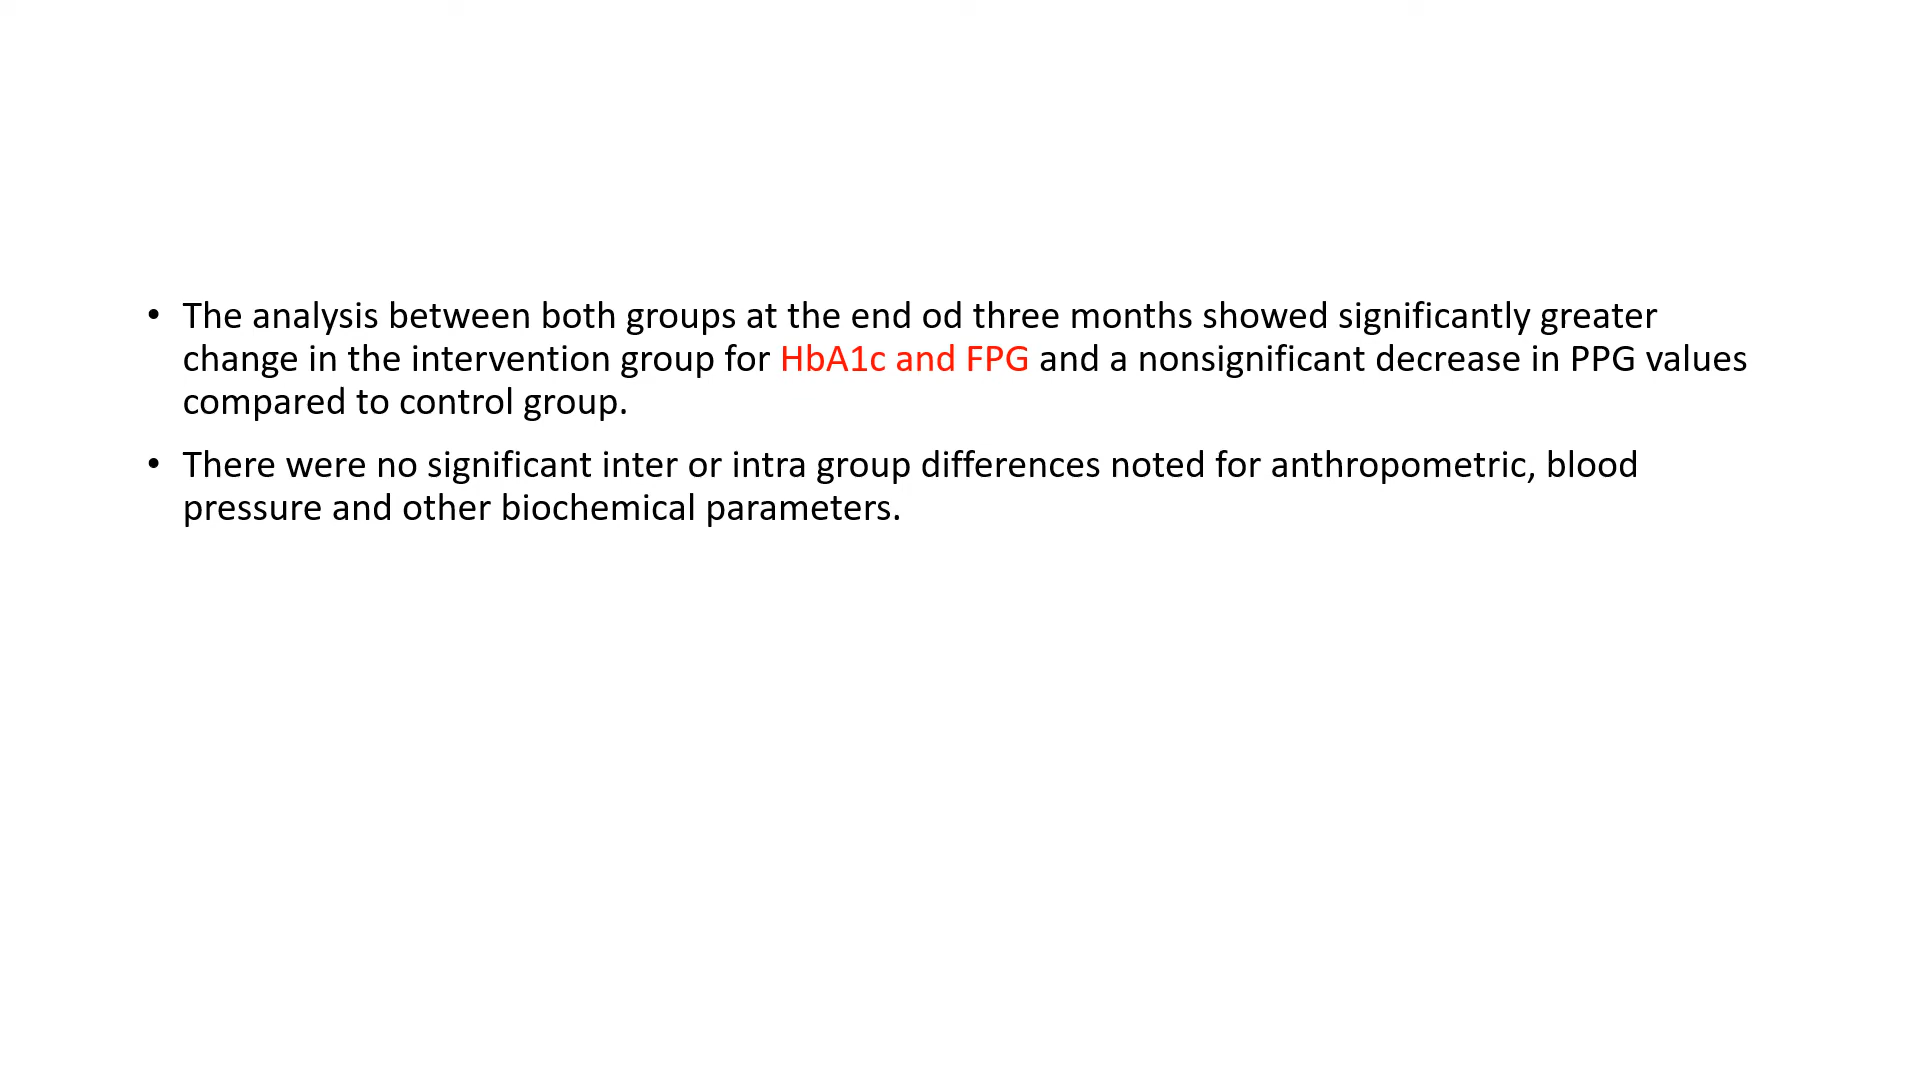 • The analysis between both groups at the end od three months showed significantly greater
change in the intervention group for HbA1c and FPG and a nonsignificant decrease in PPG values
compared to control group.
• There were no significant inter or intra group differences noted for anthropometric, blood
pressure and other biochemical parameters.